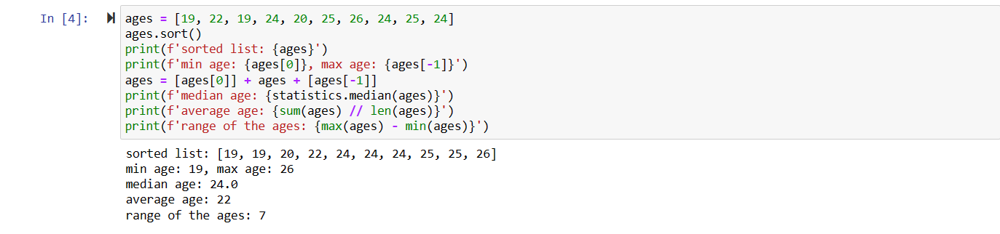 In [4]:
ages = [19, 22, 19, 24, 20, 25, 26, 24, 25, 24]
ages.sort()
print(f'sorted list: {ages}')
print(f'min age: {ages[0]}, max age: {ages[-1]}')
ages = [ages[0]] + ages + [ages[-1]]
print(f'median age: {statistics.median(ages)}')
print(f'average age: {sum(ages) // len(ages)}')
print(f'range of the ages: {max(ages) - min(ages)}')
sorted list: [19, 19, 20, 22, 24, 24, 24, 25, 25, 26]
min age: 19, max age: 26
median age: 24.0
average age: 22
range of the ages: 7